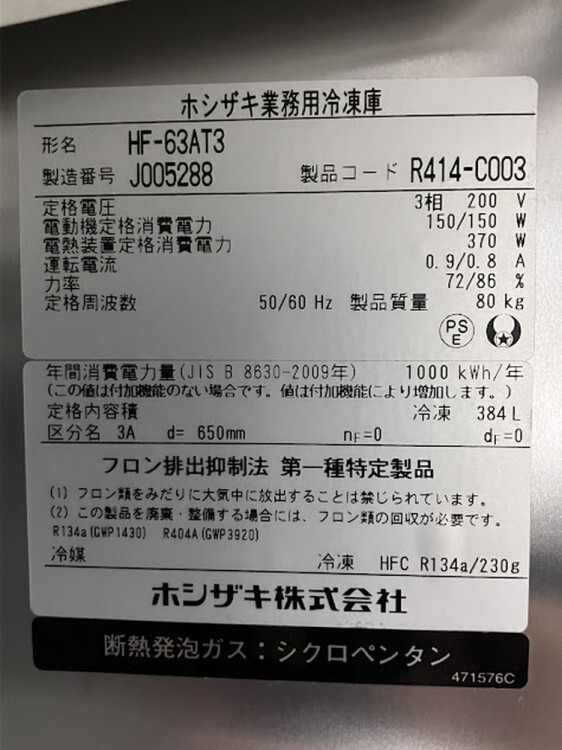 ホシザキ業務用冷凍庫
形名 HF-63AT3
製造番号 J005288 製品コード R414-C003
定格電圧 3相 200 V
電動機定格消費電力 150/150 W
電熱装置定格消費電力 370 W
運転電流 0.9/0.8 A
力率 72/86 %
定格周波数 50/60 Hz 製品質量 80 kg
PSE
年間消費電力量(JIS B 8630-2009年) 1000 kWh/年
(この値は付加機能のない場合です。値は付加機能により増加します。)
定格内容積 冷凍 384 L
区分名 3A d= 650mm nF=0 dF=0
フロン排出抑制法 第一種特定製品
(1) フロン類をみだりに大気中に放出することは禁じられています。
(2) この製品を廃棄・整備する場合には、フロン類の回収が必要です。
R134a(GWP1430) R404A(GWP3920)
冷媒 冷凍 HFC R134a/230g
ホシザキ株式会社
断熱発泡ガス：シクロペンタン
471576C